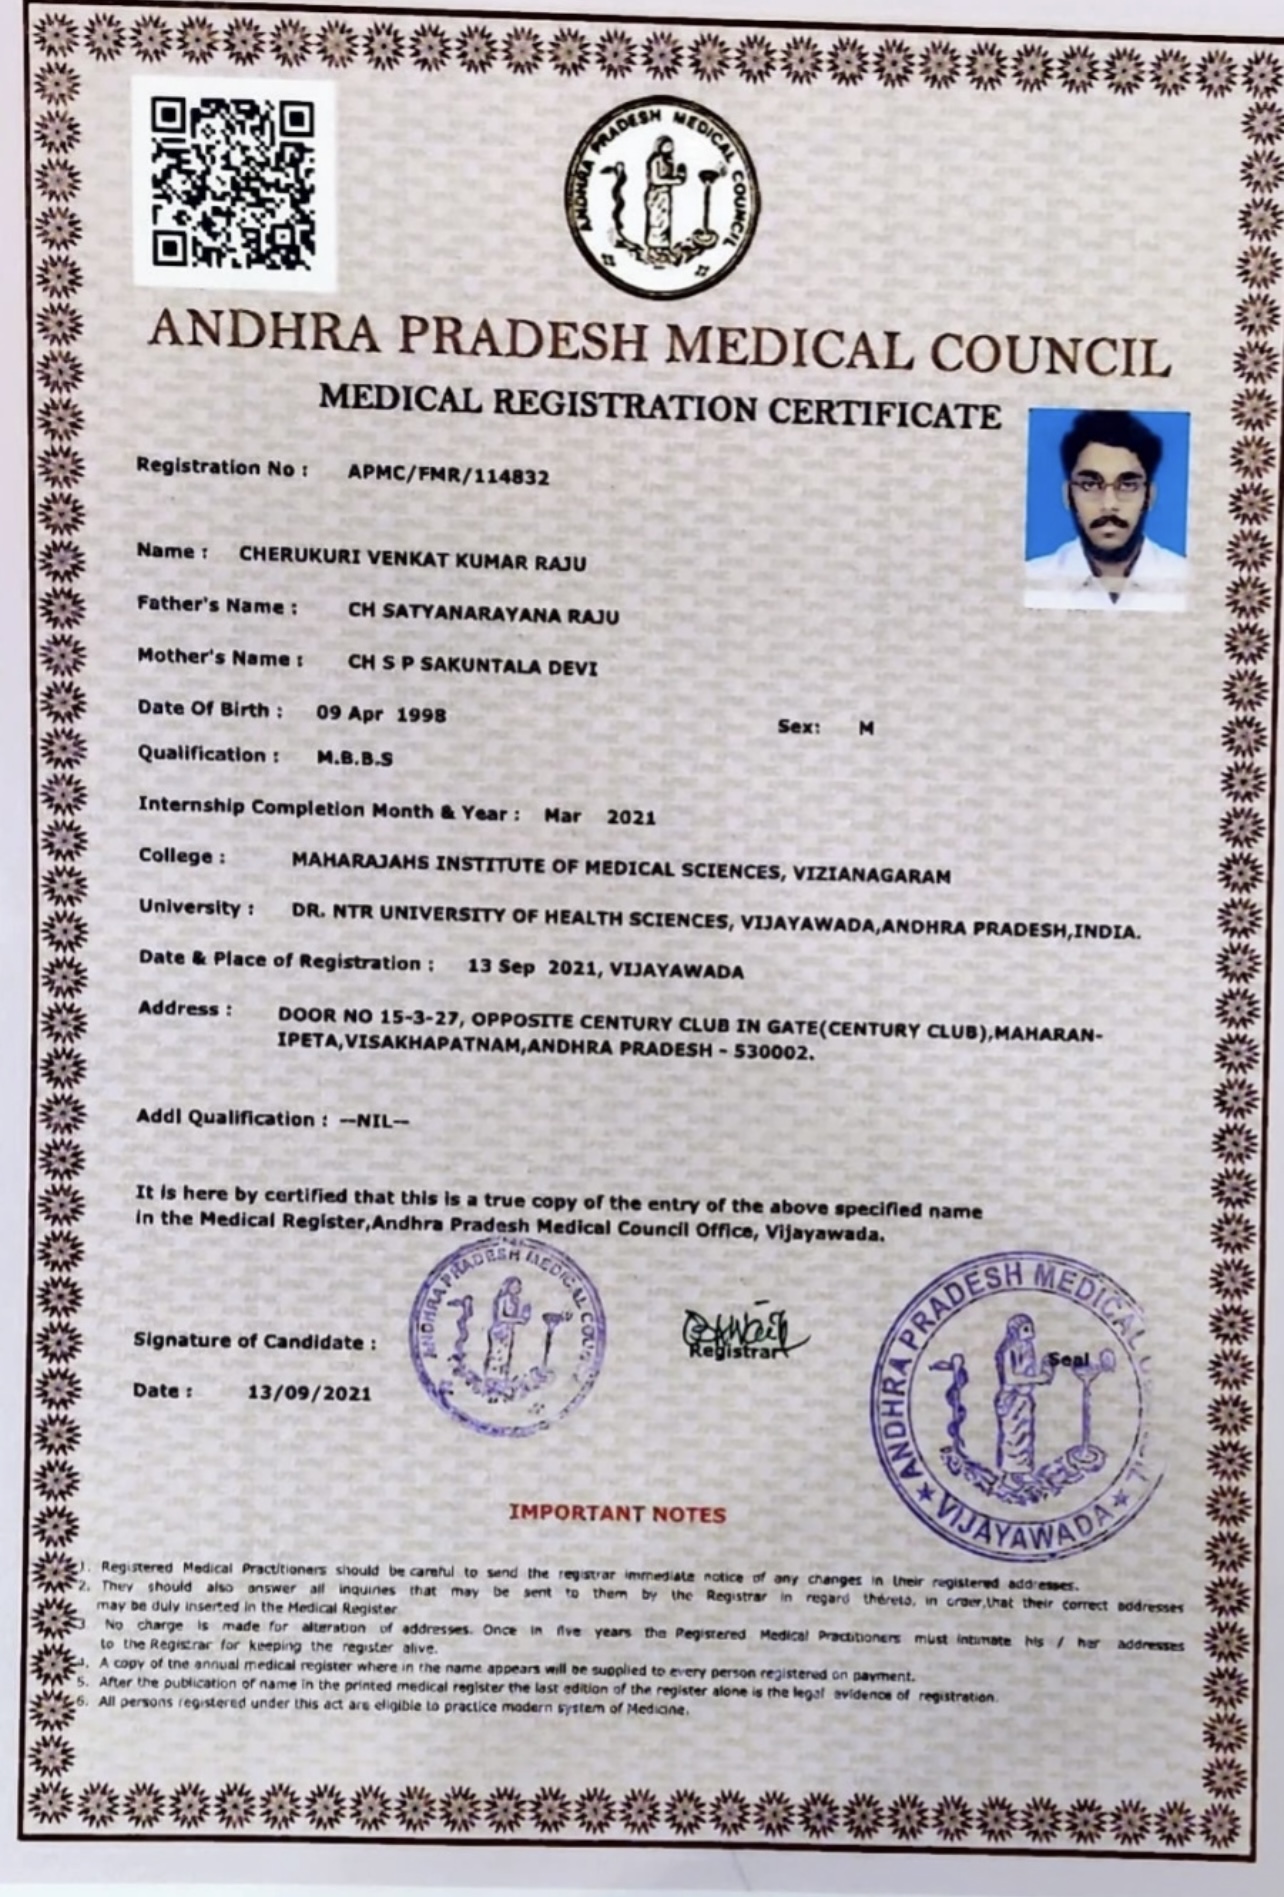 ANDHRA PRADESH MEDICAL COUNCIL
ANDHRA PRADESH MEDICAL COUNCIL
MEDICAL REGISTRATION CERTIFICATE
Registration No : APMC/FMR/114832
Name : CHERUKURI VENKAT KUMAR RAJU
Father's Name : CH SATYANARAYANA RAJU
Mother's Name : CH S P SAKUNTALA DEVI
Date Of Birth : 09 Apr 1998 Sex: M
Qualification : M.B.B.S
Internship Completion Month & Year : Mar 2021
College : MAHARAJAHS INSTITUTE OF MEDICAL SCIENCES, VIZIANAGARAM
University : DR. NTR UNIVERSITY OF HEALTH SCIENCES, VIJAYAWADA,ANDHRA PRADESH,INDIA.
Date & Place of Registration : 13 Sep 2021, VIJAYAWADA
Address : DOOR NO 15-3-27, OPPOSITE CENTURY CLUB IN GATE(CENTURY CLUB),MAHARAN-
IPETA,VISAKHAPATNAM,ANDHRA PRADESH - 530002.
Addl Qualification : --NIL--
It is here by certified that this is a true copy of the entry of the above specified name
in the Medical Register,Andhra Pradesh Medical Council Office, Vijayawada.
ANDHRA PRADESH MEDICAL COUNCIL
ANDHRA PRADESH MEDICAL
VIJAYAWADA
Signature of Candidate :
Registrar
Seal
Date : 13/09/2021
IMPORTANT NOTES
1. Registered Medical Practitioners should be careful to send the registrar immediate notice of any changes in their registered addresses.
2. They should also answer all inquiries that may be sent to them by the Registrar in regard thereto, in order,that their correct addresses
may be duly inserted in the Medical Register
3. No charge is made for alteration of addresses. Once in five years the Registered Medical Practitioners must intimate his / her addresses
to the Registrar for keeping the register alive.
4. A copy of the annual medical register where in the name appears will be supplied to every person registered on payment.
5. After the publication of name in the printed medical register the last edition of the register alone is the legal evidence of registration.
6. All persons registered under this act are eligible to practice modern system of Medicine.